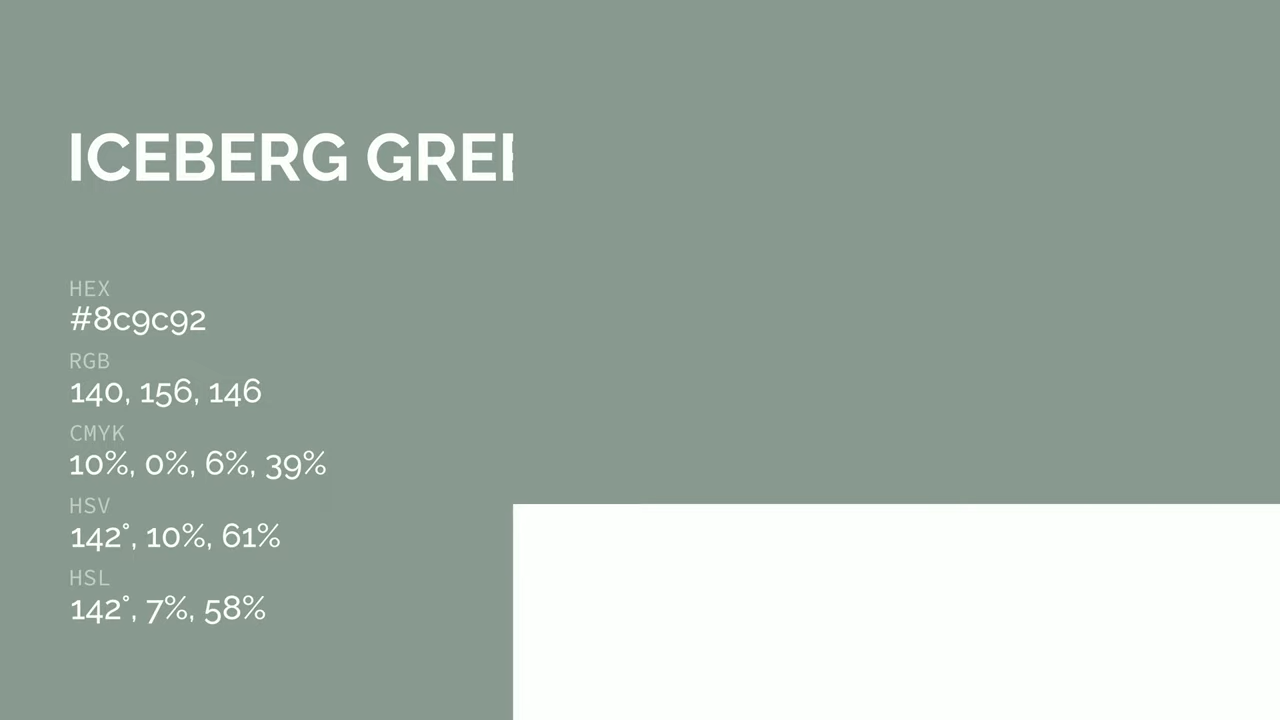 ICEBERG GRE
HEX
#8c9c92
RGB
140, 156, 146
CMYK
10%, 0%, 6%, 39%
HSV
142°, 10%, 61%
HSL
142°, 7%, 58%